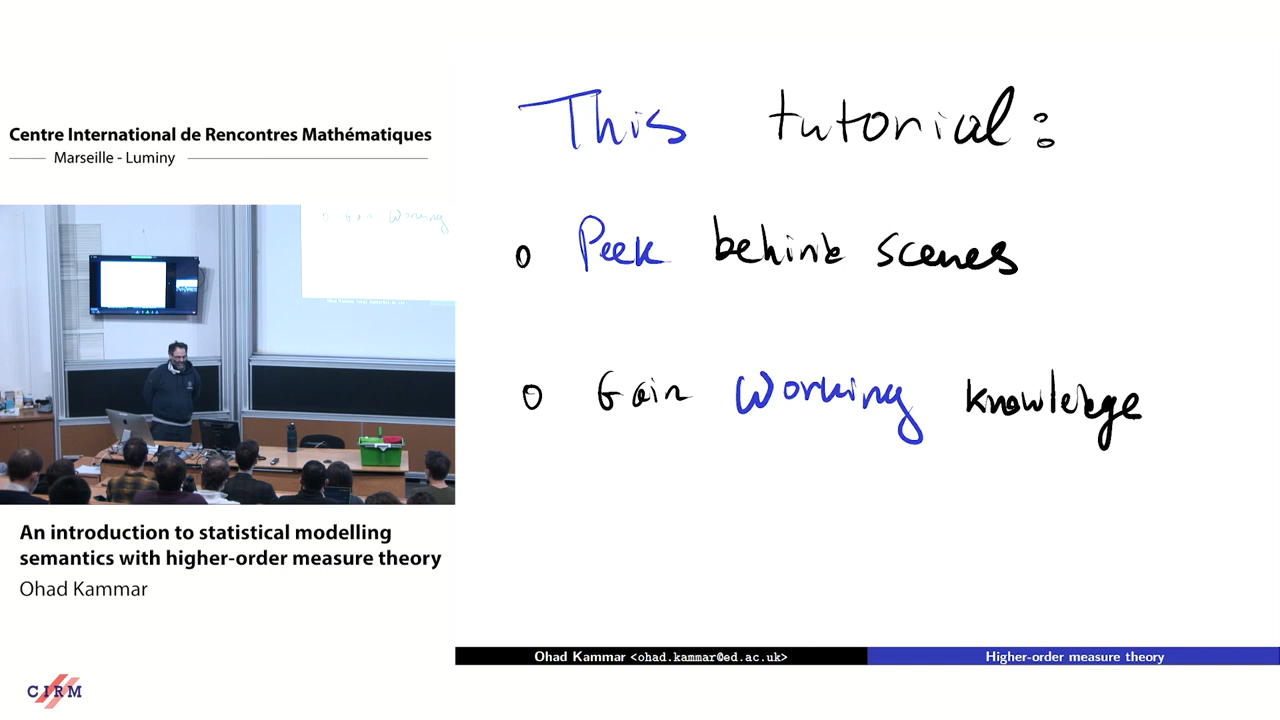 Centre International de Rencontres Mathématiques
Marseille - Luminy
An introduction to statistical modelling
semantics with higher-order measure theory
Ohad Kammar
CIRM
This tutorial:
o Peek behind scenes
o Gain working knowledge
Ohad Kammar <ohad.kammar@ed.ac.uk>
Higher-order measure theory